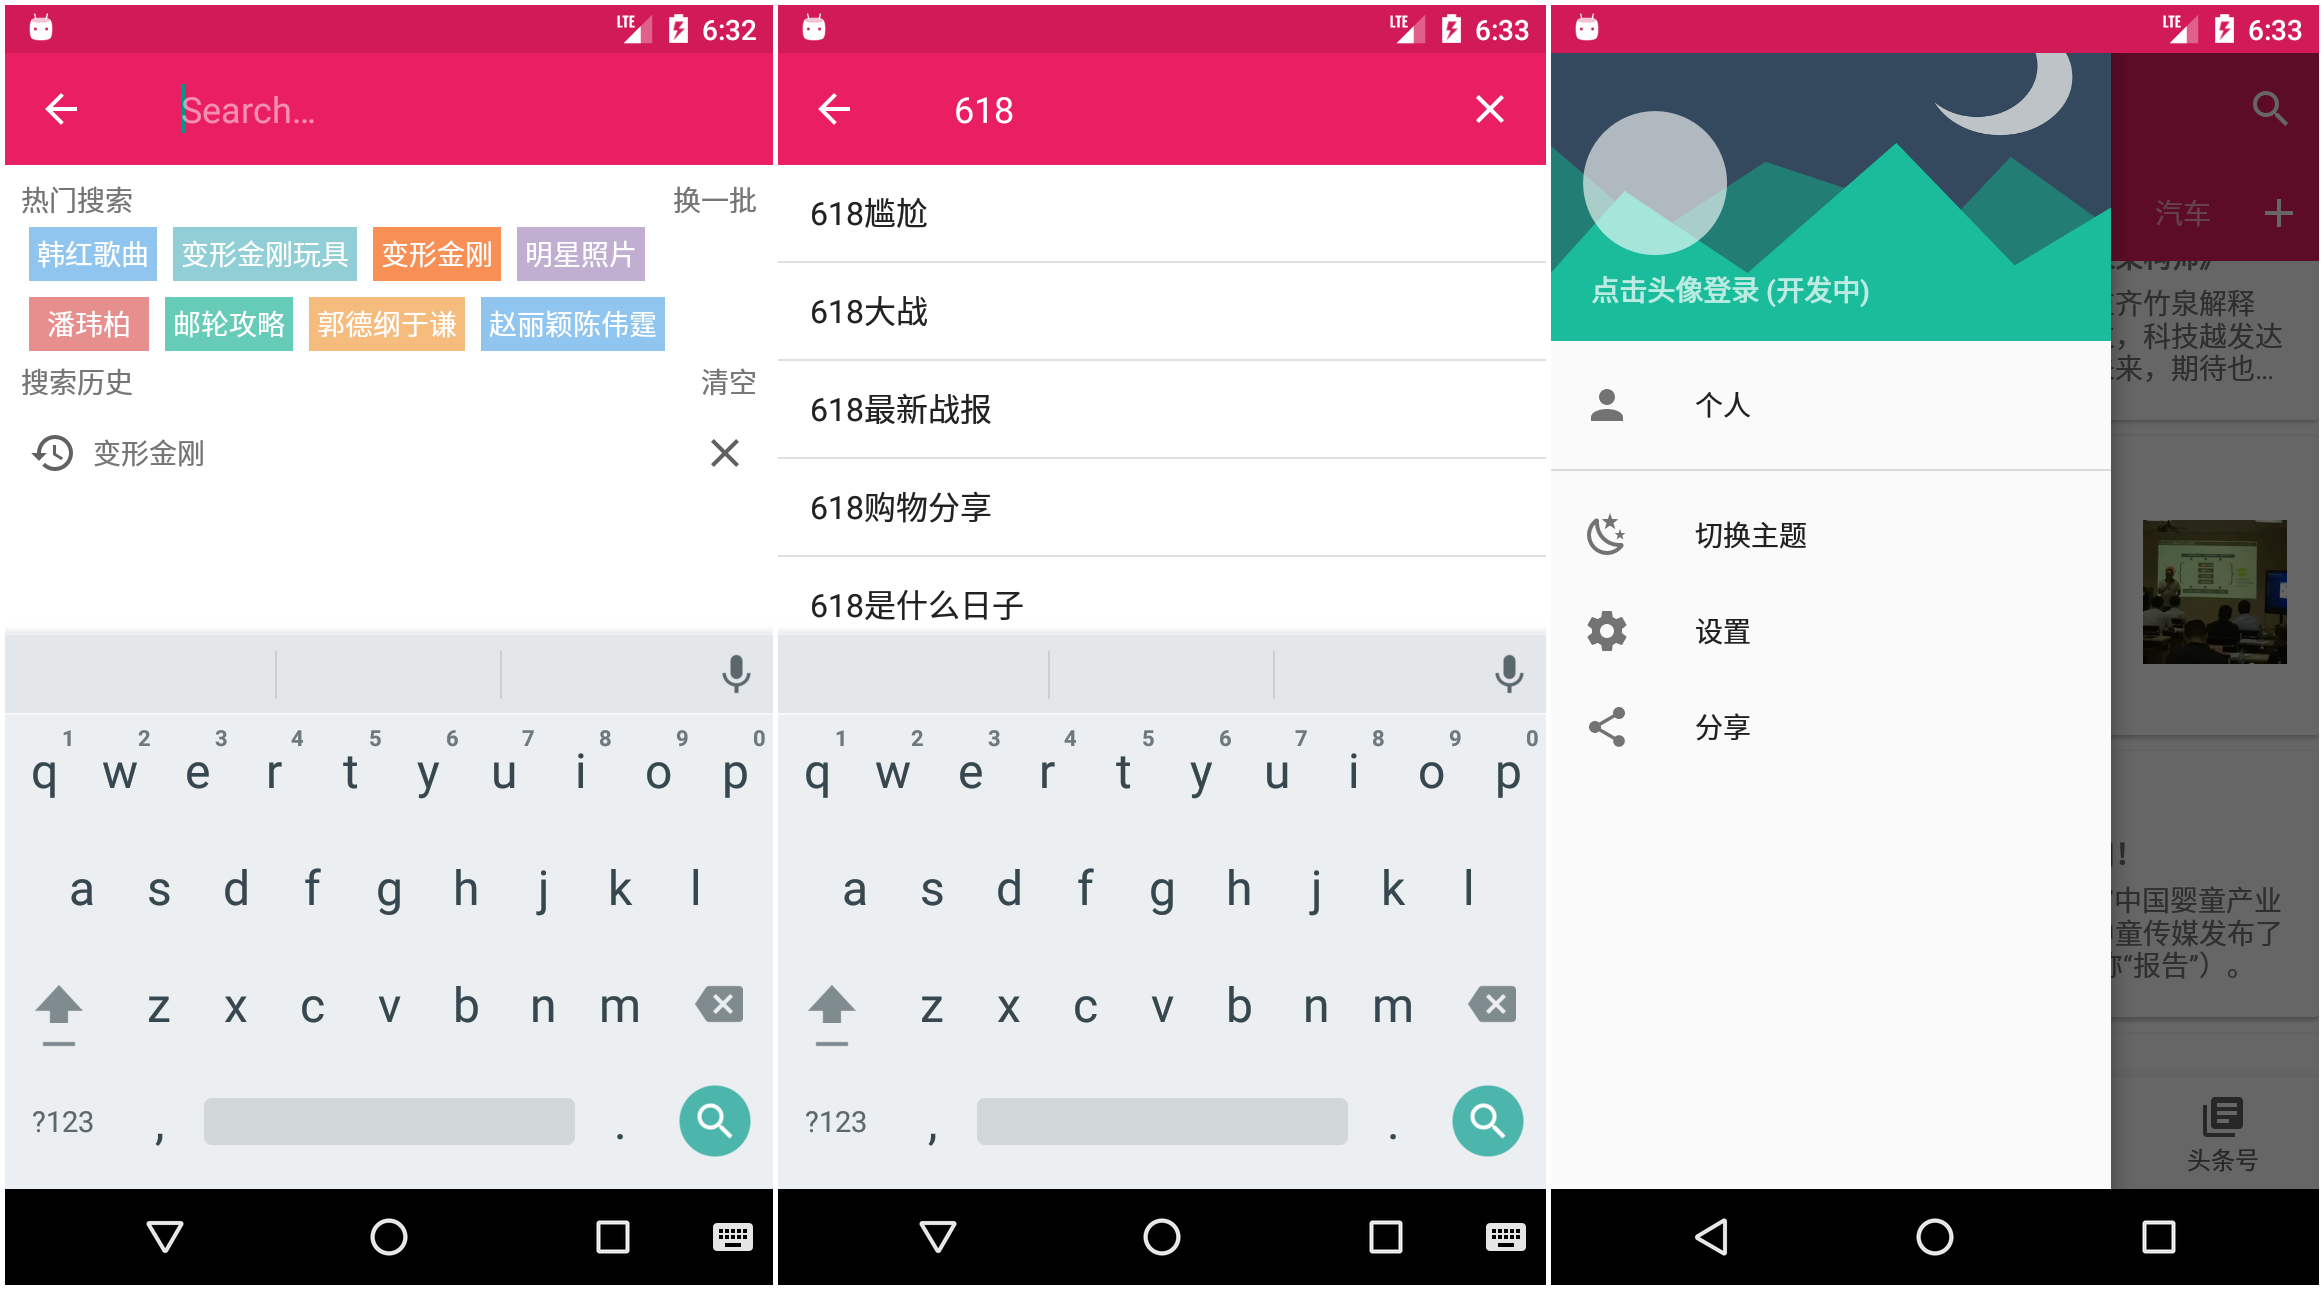 LTE 6:32
Search...
热门搜索 换一批
韩红歌曲 变形金刚玩具 变形金刚 明星照片
潘玮柏 邮轮攻略 郭德纲于谦 赵丽颖陈伟霆
搜索历史 清空
变形金刚
1 2 3 4 5 6 7 8 9 0
q w e r t y u i o p
a s d f g h j k l
z x c v b n m
?123 , .
LTE 6:33
618
618尴尬
618大战
618最新战报
618购物分享
618是什么日子
1 2 3 4 5 6 7 8 9 0
q w e r t y u i o p
a s d f g h j k l
z x c v b n m
?123 , .
LTE 6:33
汽车
点击头像登录 (开发中)
个人
切换主题
设置
分享
齐竹泉解释
，科技越发达
来，期待也...
！
中国婴童产业
童传媒发布了
“报告”）。
头条号